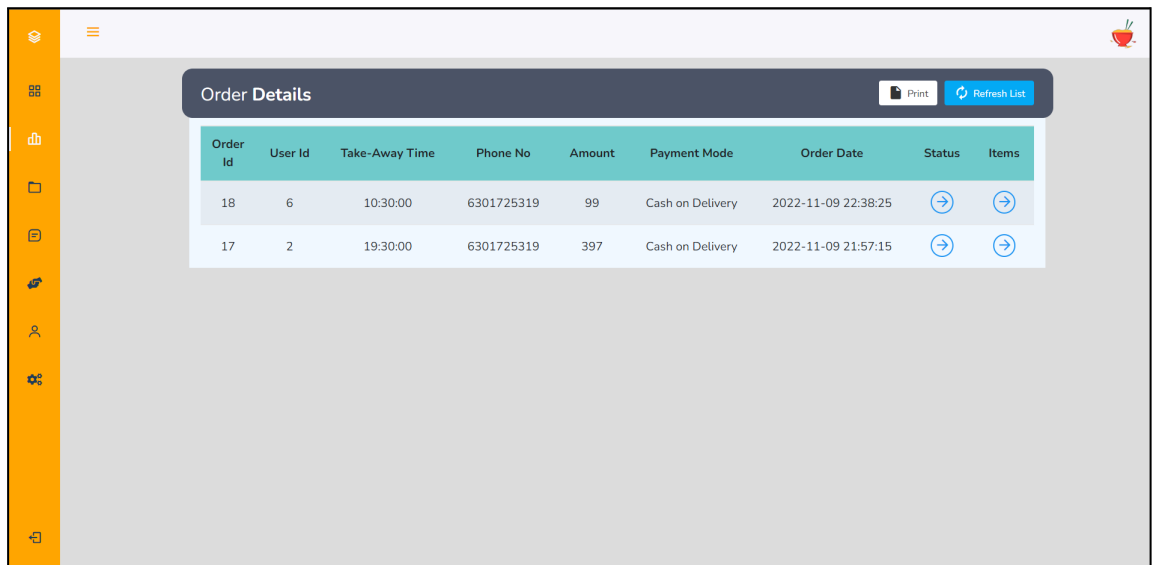 Order Details
Print
Refresh List
Order Id User Id Take-Away Time Phone No Amount Payment Mode Order Date Status Items
18 6 10:30:00 6301725319 99 Cash on Delivery 2022-11-09 22:38:25
17 2 19:30:00 6301725319 397 Cash on Delivery 2022-11-09 21:57:15